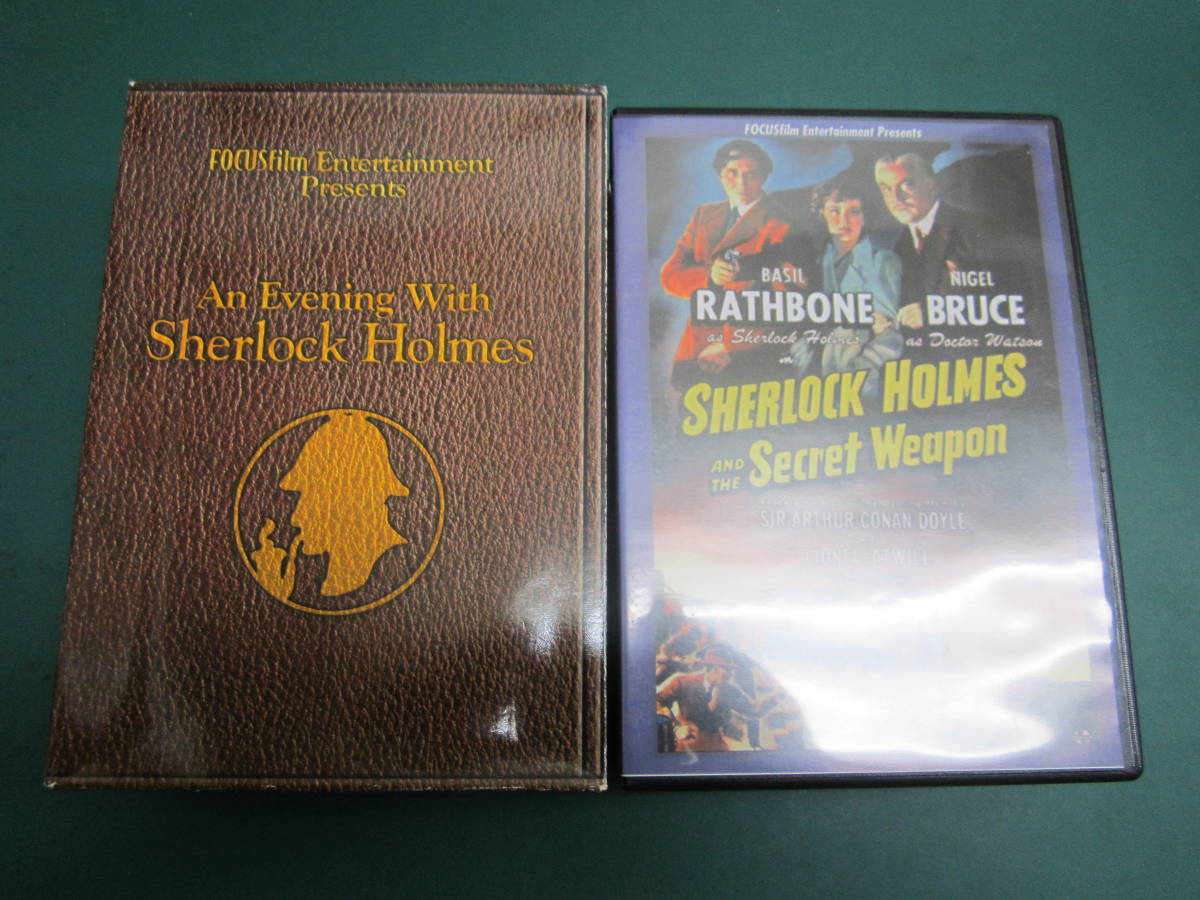 FOCUSfilm Entertainment
Presents
An Evening With
Sherlock Holmes
FOCUSfilm Entertainment Presents
BASIL
RATHBONE
as Sherlock Holmes
NIGEL
BRUCE
as Doctor Watson
in
SHERLOCK HOLMES
AND THE Secret Weapon
SIR ARTHUR CONAN DOYLE
ATWILL